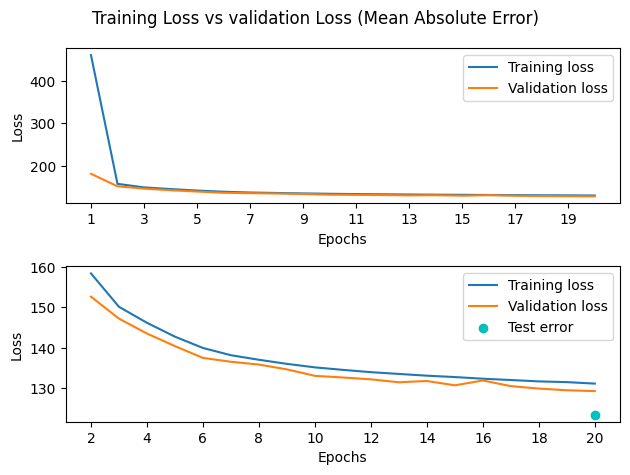 Training Loss vs validation Loss (Mean Absolute Error)
400
300
200
Loss
Training loss
Validation loss
1 3 5 7 9 11 13 15 17 19
Epochs
160
150
140
130
Loss
Training loss
Validation loss
Test error
2 4 6 8 10 12 14 16 18 20
Epochs